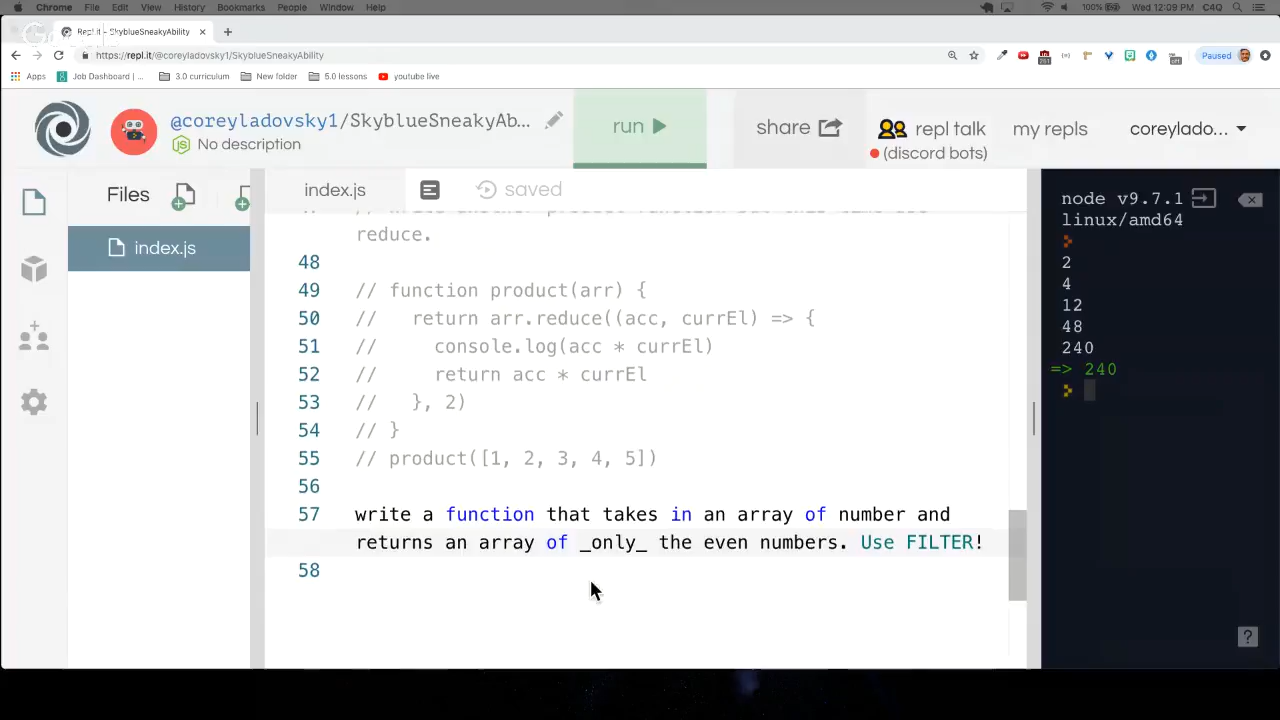 Chrome File Edit View History Bookmarks People Window Help 100% Wed 12:09 PM C4Q
Repl.it - SkyblueSneakyAbility
https://repl.it/@coreyladovsky1/SkyblueSneakyAbility Paused
Apps Job Dashboard | ... 3.0 curriculum New folder 5.0 lessons youtube live
@coreyladovsky1/SkyblueSneakyAb... run share repl talk my repls coreylado...
No description (discord bots)
Files index.js saved
index.js
reduce.
48
49 // function product(arr) {
50 // return arr.reduce((acc, currEl) => {
51 // console.log(acc * currEl)
52 // return acc * currEl
53 // }, 2)
54 // }
55 // product([1, 2, 3, 4, 5])
56
57 write a function that takes in an array of number and
returns an array of _only_ the even numbers. Use FILTER!
58
node v9.7.1
linux/amd64
2
4
12
48
240
=> 240
?